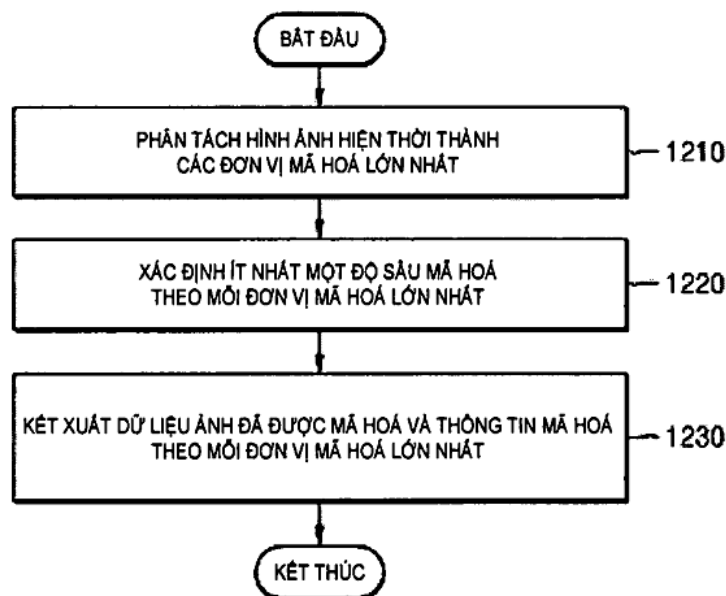 BẮT ĐẦU
PHÂN TÁCH HÌNH ẢNH HIỆN THỜI THÀNH
CÁC ĐƠN VỊ MÃ HOÁ LỚN NHẤT
1210
XÁC ĐỊNH ÍT NHẤT MỘT ĐỘ SÂU MÃ HOÁ
THEO MỖI ĐƠN VỊ MÃ HOÁ LỚN NHẤT
1220
KẾT XUẤT DỮ LIỆU ẢNH ĐÃ ĐƯỢC MÃ HOÁ VÀ THÔNG TIN MÃ HOÁ
THEO MỖI ĐƠN VỊ MÃ HOÁ LỚN NHẤT
1230
KẾT THÚC